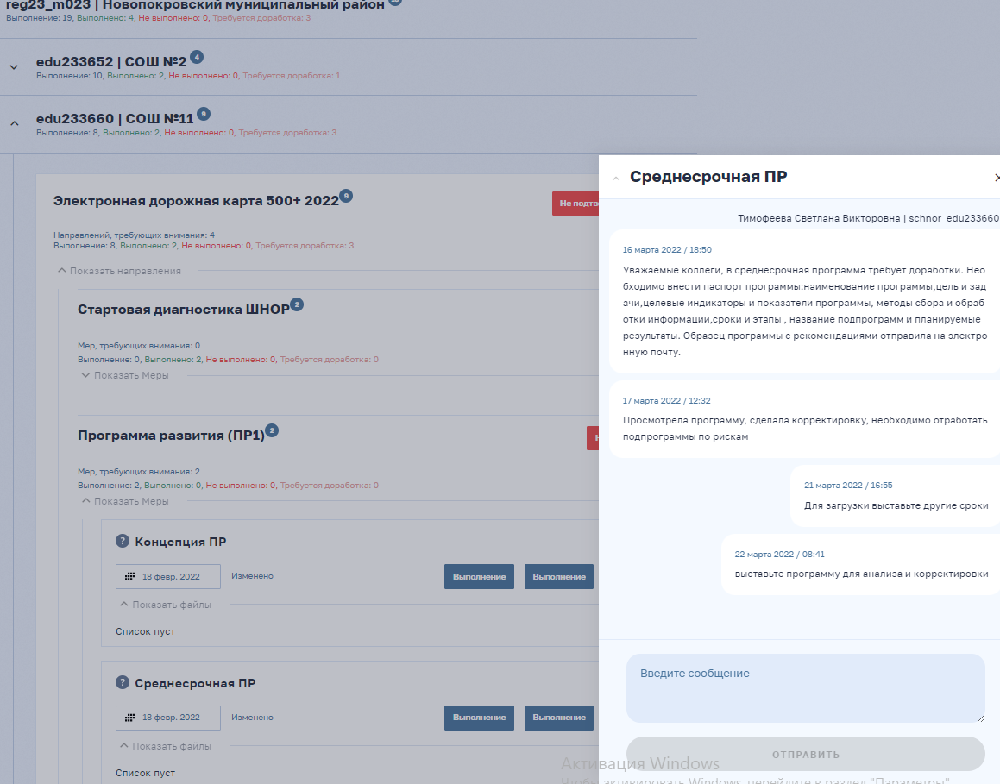 reg23_m023 | Новопокровский муниципальный район
Выполнение: 19, Выполнено: 4, Не выполнено: 0, Требуется доработка: 3
edu233652 | СОШ №2 4
Выполнение: 10, Выполнено: 2, Не выполнено: 0, Требуется доработка: 1
edu233660 | СОШ №11 9
Выполнение: 8, Выполнено: 2, Не выполнено: 0, Требуется доработка: 3
Электронная дорожная карта 500+ 2022 9
Не подтв
Направлений, требующих внимания: 4
Выполнение: 8, Выполнено: 2, Не выполнено: 0, Требуется доработка: 3
Показать направления
Стартовая диагностика ШНОР 2
Мер, требующих внимания: 0
Выполнение: 0, Выполнено: 2, Не выполнено: 0, Требуется доработка: 0
Показать Меры
Программа развития (ПР1) 2
Мер, требующих внимания: 2
Выполнение: 2, Выполнено: 0, Не выполнено: 0, Требуется доработка: 0
Показать Меры
? Концепция ПР
18 февр. 2022 Изменено Выполнение Выполнение
Показать файлы
Список пуст
? Среднесрочная ПР
18 февр. 2022 Изменено Выполнение Выполнение
Показать файлы
Список пуст
Среднесрочная ПР
Тимофеева Светлана Викторовна | schnor_edu233660
16 марта 2022 / 18:50
Уважаемые коллеги, в среднесрочная программа требует доработки. Нео
бходимо внести паспорт программы:наименование программы,цель и зад
ачи,целевые индикаторы и показатели программы, методы сбора и обраб
отки информации,сроки и этапы , название подпрограмм и планируемые
результаты. Образец программы с рекомендациями отправила на электро
нную почту.
17 марта 2022 / 12:32
Просмотрела программу, сделала корректировку, необходимо отработать
подпрограммы по рискам
21 марта 2022 / 16:55
Для загрузки выставьте другие сроки
22 марта 2022 / 08:41
выставьте программу для анализа и корректировки
Введите сообщение
ОТПРАВИТЬ
Активация Windows
Чтобы активировать Windows, перейдите в раздел "Параметры".